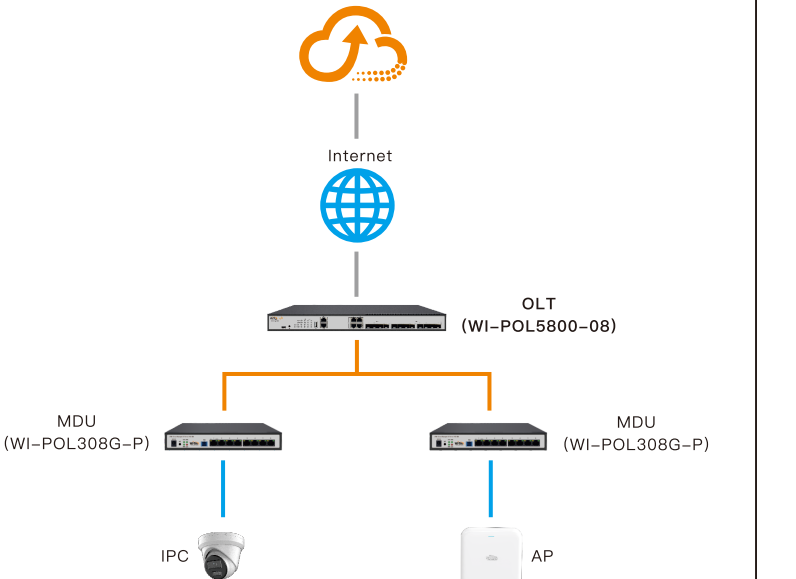 Internet
OLT
(WI-POL5800-08)
MDU
(WI-POL308G-P)
MDU
(WI-POL308G-P)
IPC
AP